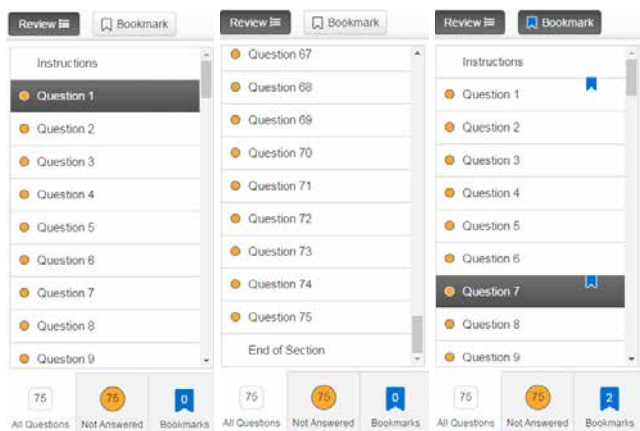 Review
Bookmark
Instructions
Question 1
Question 2
Question 3
Question 4
Question 5
Question 6
Question 7
Question 8
Question 9
75
75
0
All Questions
Not Answered
Bookmarks
Review
Bookmark
Question 67
Question 68
Question 69
Question 70
Question 71
Question 72
Question 73
Question 74
Question 75
End of Section
75
75
0
All Questions
Not Answered
Bookmarks
Review
Bookmark
Instructions
Question 1
Question 2
Question 3
Question 4
Question 5
Question 6
Question 7
Question 8
Question 9
75
75
2
All Questions
Not Answered
Bookmarks